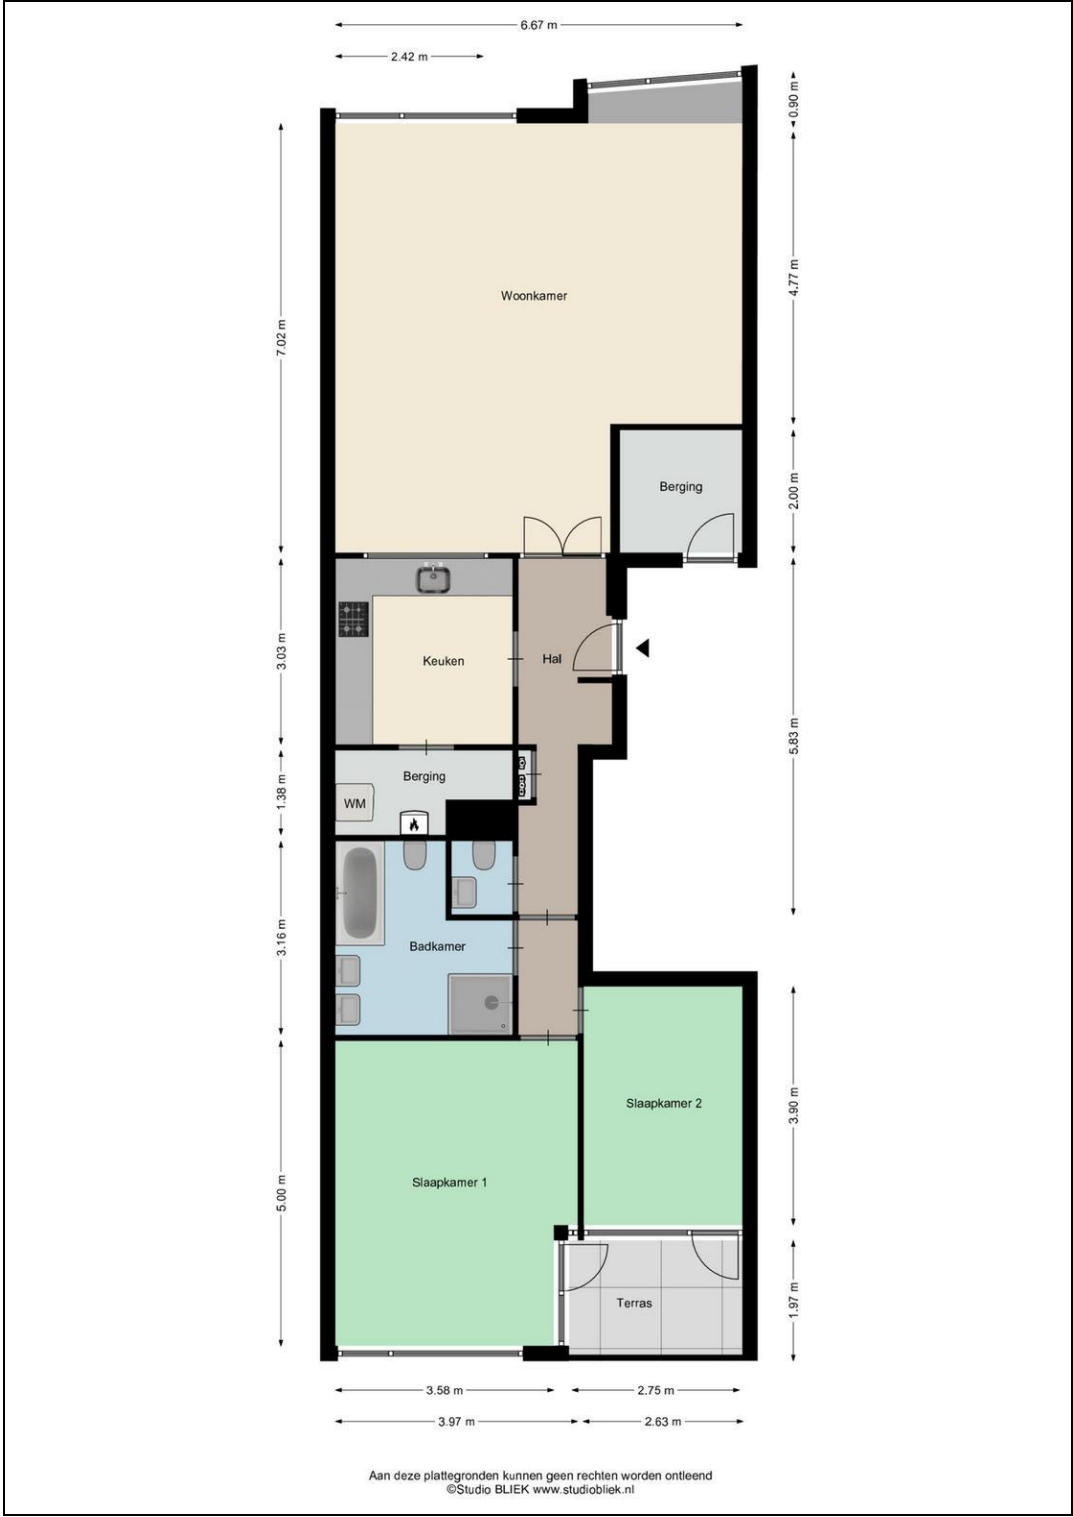 6.67 m
2.42 m
0.90 m
4.77 m
7.02 m
Woonkamer
Berging
2.00 m
3.03 m
Keuken
Hal
5.83 m
1.38 m
Berging
WM
3.16 m
Badkamer
3.90 m
Slaapkamer 2
5.00 m
Slaapkamer 1
Terras
1.97 m
3.58 m
2.75 m
3.97 m
2.63 m
Aan deze plattegronden kunnen geen rechten worden ontleend
©Studio BLIEK www.studiobliek.nl